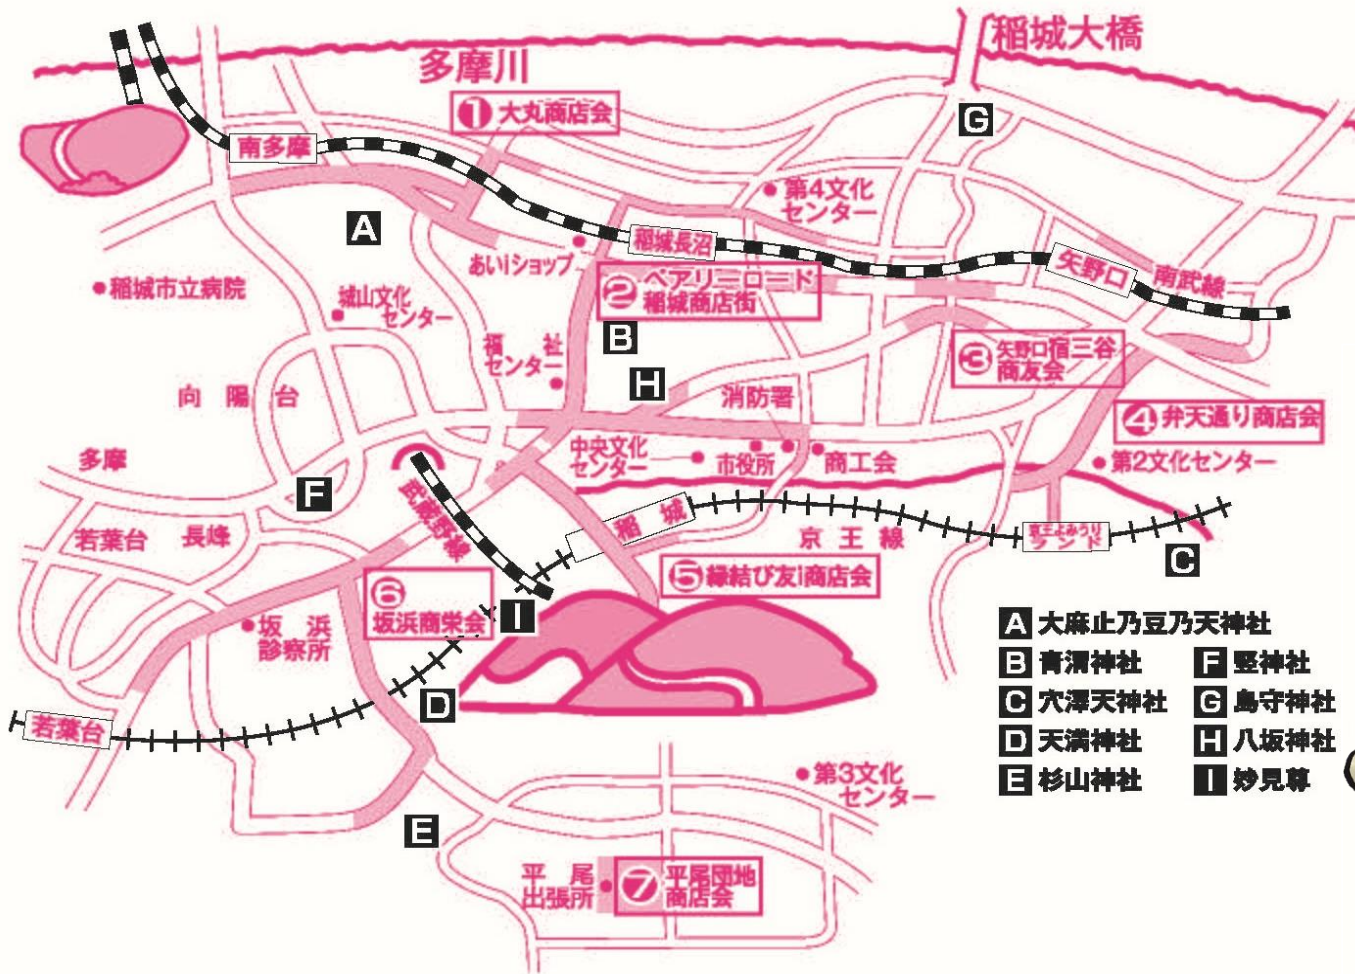 稲城大橋
多摩川
① 大丸商店会
G
南多摩
第4文化
センター
A
稲城長沼
あいiショップ
矢野口
南武線
稲城市立病院
城山文化
センター
② ペアリーロード
稲城商店街
B
福祉
センター
③ 矢野口宿三谷
商友会
H
向陽台
消防署
④ 弁天通り商店会
中央文化
センター
市役所
商工会
第2文化センター
多摩
F
武蔵野線
若葉台
長峰
稲城
京王線
京王よみうり
ランド
C
⑤ 縁結び友i商店会
⑥
坂浜商栄会
I
坂浜
診察所
D
若葉台
E
第3文化
センター
平尾
出張所
⑦ 平尾団地
商店会
A 大麻止乃豆乃天神社
B 青渭神社
F 竪神社
C 穴澤天神社
G 島守神社
D 天満神社
H 八坂神社
E 杉山神社
I 妙見尊